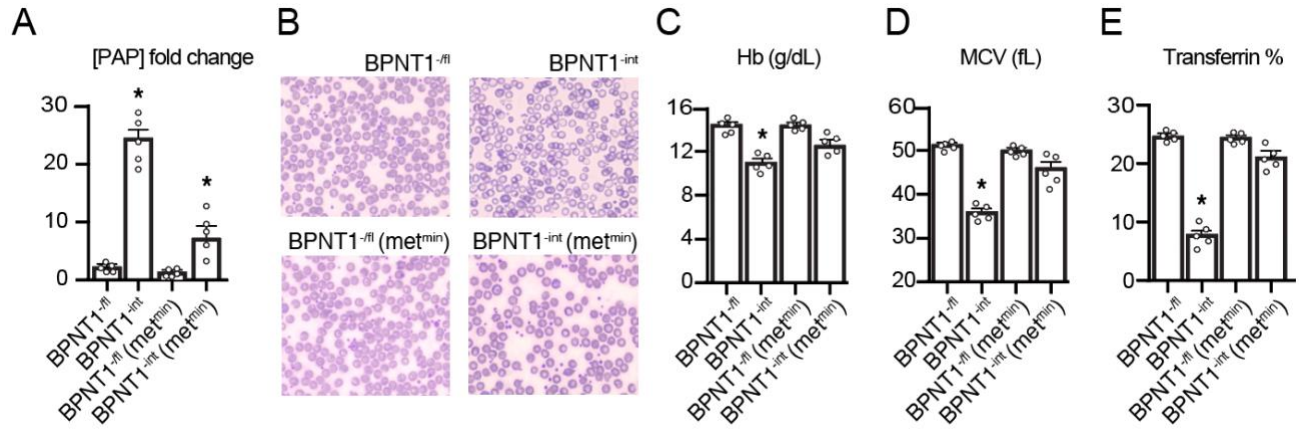 A
[PAP] fold change
30
20
10
0
*
*
BPNT1⁻/ᶠˡ
BPNT1⁻ⁱⁿᵗ
BPNT1⁻/ᶠˡ (metᵐⁱⁿ)
BPNT1⁻ⁱⁿᵗ (metᵐⁱⁿ)
B
BPNT1⁻/ᶠˡ
BPNT1⁻ⁱⁿᵗ
BPNT1⁻/ᶠˡ (metᵐⁱⁿ)
BPNT1⁻ⁱⁿᵗ (metᵐⁱⁿ)
C
Hb (g/dL)
16
12
8
4
0
*
BPNT1⁻/ᶠˡ
BPNT1⁻ⁱⁿᵗ
BPNT1⁻/ᶠˡ (metᵐⁱⁿ)
BPNT1⁻ⁱⁿᵗ (metᵐⁱⁿ)
D
MCV (fL)
60
50
40
30
20
*
BPNT1⁻/ᶠˡ
BPNT1⁻ⁱⁿᵗ
BPNT1⁻/ᶠˡ (metᵐⁱⁿ)
BPNT1⁻ⁱⁿᵗ (metᵐⁱⁿ)
E
Transferrin %
30
20
10
0
*
BPNT1⁻/ᶠˡ
BPNT1⁻ⁱⁿᵗ
BPNT1⁻/ᶠˡ (metᵐⁱⁿ)
BPNT1⁻ⁱⁿᵗ (metᵐⁱⁿ)